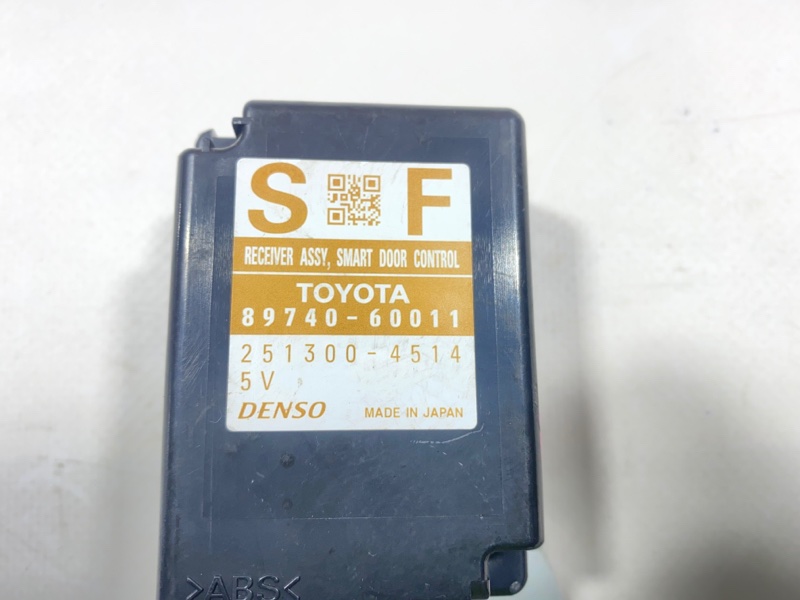 S F
RECEIVER ASSY, SMART DOOR CONTROL
TOYOTA
89740-60011
251300-4514
5V
DENSO MADE IN JAPAN
>ABS<